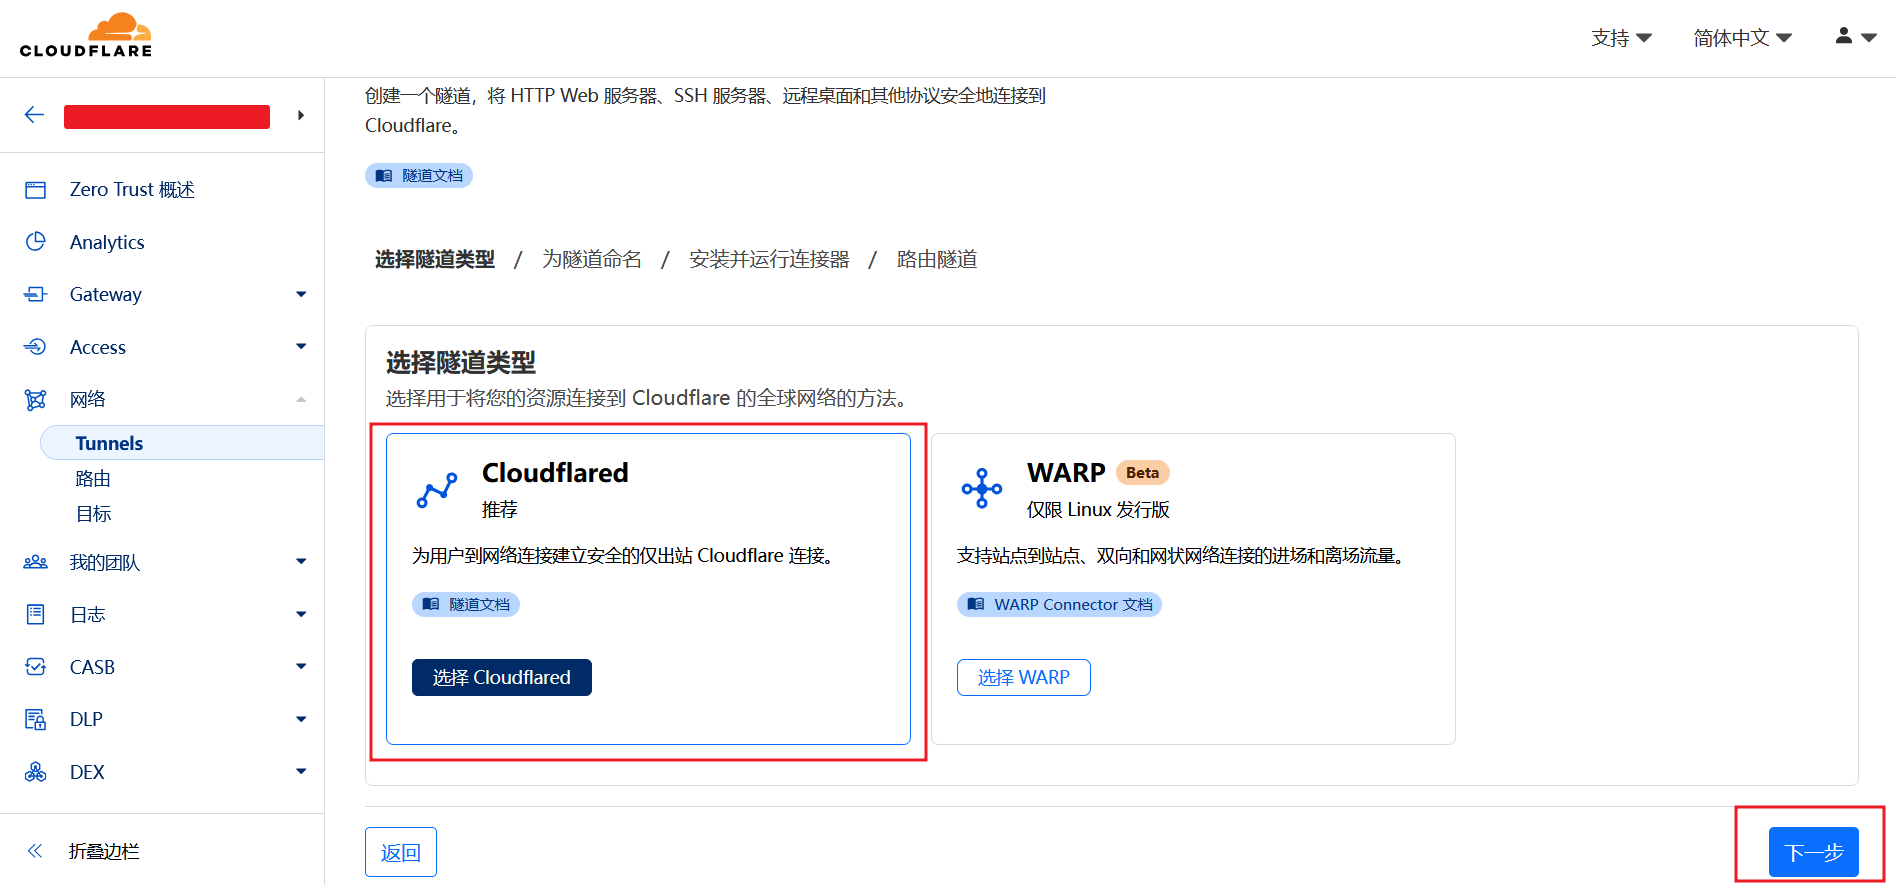 CLOUDFLARE
支持
简体中文
Zero Trust 概述
Analytics
Gateway
Access
网络
Tunnels
路由
目标
我的团队
日志
CASB
DLP
DEX
折叠边栏
创建一个隧道，将 HTTP Web 服务器、SSH 服务器、远程桌面和其他协议安全地连接到
Cloudflare。
隧道文档
选择隧道类型 / 为隧道命名 / 安装并运行连接器 / 路由隧道
选择隧道类型
选择用于将您的资源连接到 Cloudflare 的全球网络的方法。
Cloudflared
推荐
为用户到网络连接建立安全的仅出站 Cloudflare 连接。
隧道文档
选择 Cloudflared
WARP Beta
仅限 Linux 发行版
支持站点到站点、双向和网状网络连接的进场和离场流量。
WARP Connector 文档
选择 WARP
返回
下一步